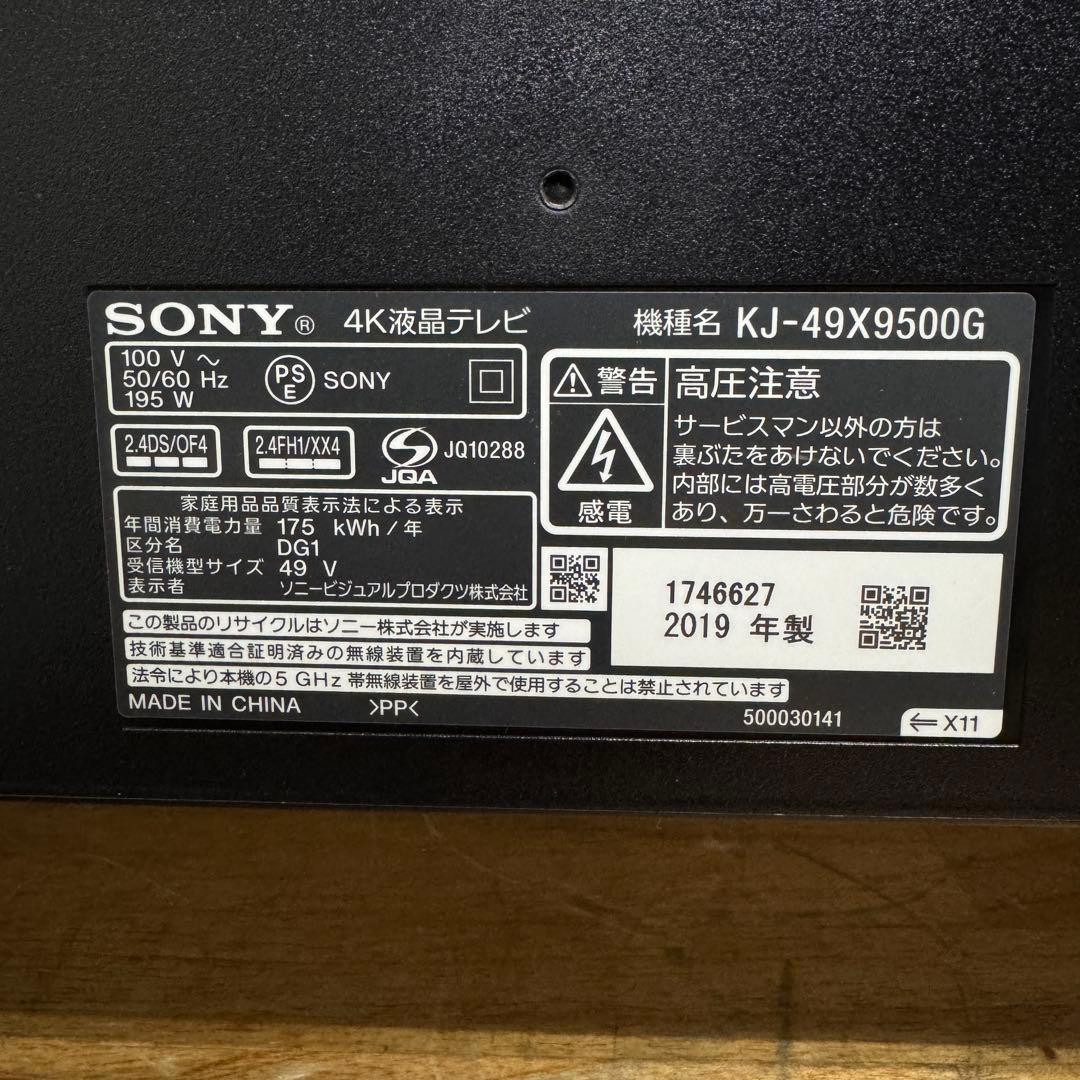 SONY® 4K液晶テレビ 機種名 KJ-49X9500G
100 V ～
50/60 Hz
195 W
PSE SONY
2.4DS/OF4
2.4FH1/XX4
JQA JQ10288
家庭用品品質表示法による表示
年間消費電力量 175 kWh / 年
区分名 DG1
受信機型サイズ 49 V
表示者 ソニービジュアルプロダクツ株式会社
警告
感電
高圧注意
サービスマン以外の方は
裏ぶたをあけないでください。
内部には高電圧部分が数多く
あり、万一さわると危険です。
1746627
2019 年製
この製品のリサイクルはソニー株式会社が実施します
技術基準適合証明済みの無線装置を内蔵しています
法令により本機の5 GHz 帯無線装置を屋外で使用することは禁止されています
MADE IN CHINA >PP< 500030141 ⇐ X11